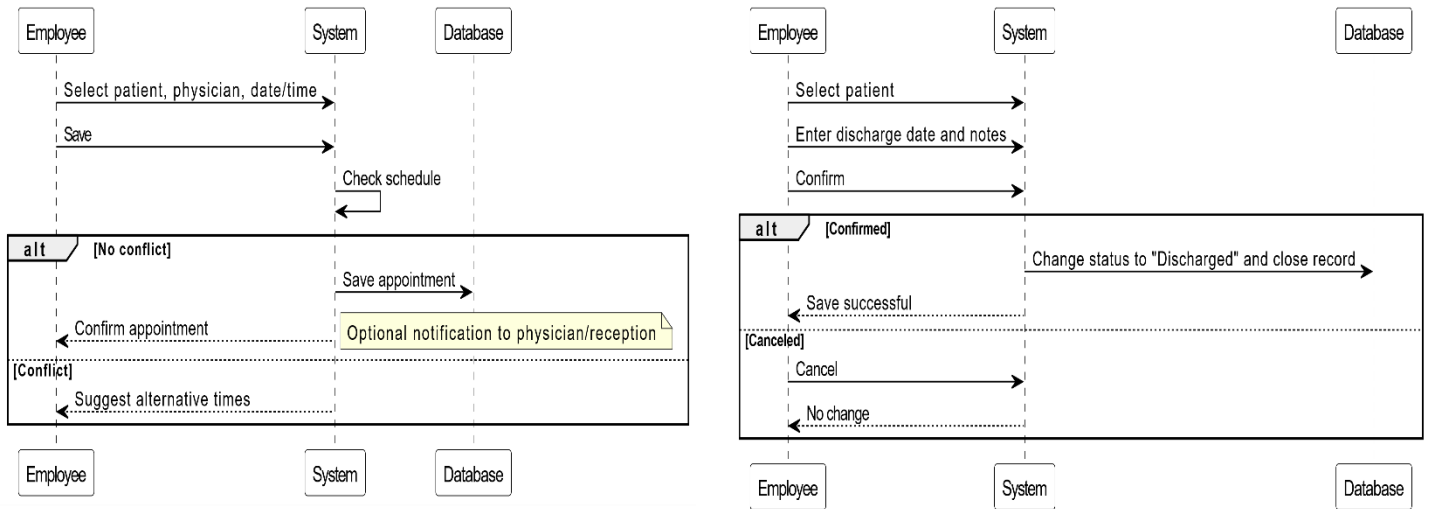 Employee
System
Database
Select patient, physician, date/time
Save
Check schedule
alt
[No conflict]
Save appointment
Confirm appointment
Optional notification to physician/reception
[Conflict]
Suggest alternative times
Employee
System
Database
Employee
System
Database
Select patient
Enter discharge date and notes
Confirm
alt
[Confirmed]
Change status to "Discharged" and close record
Save successful
[Canceled]
Cancel
No change
Employee
System
Database